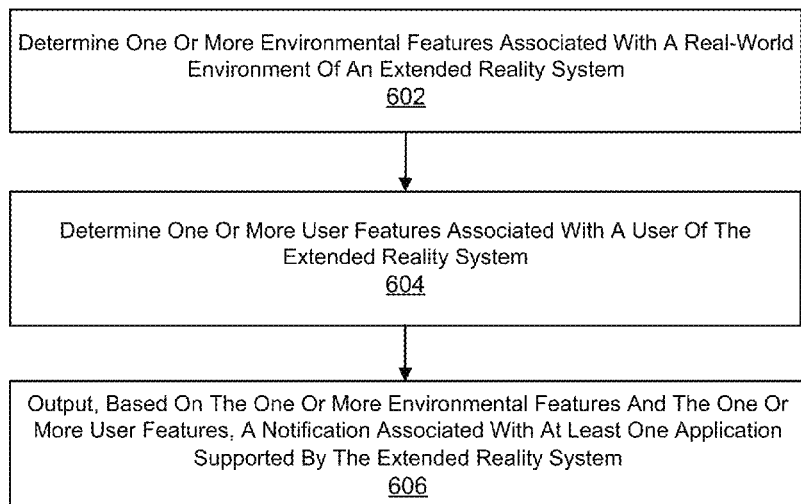 Determine One Or More Environmental Features Associated With A Real-World
Environment Of An Extended Reality System
602
Determine One Or More User Features Associated With A User Of The
Extended Reality System
604
Output, Based On The One Or More Environmental Features And The One Or
More User Features, A Notification Associated With At Least One Application
Supported By The Extended Reality System
606